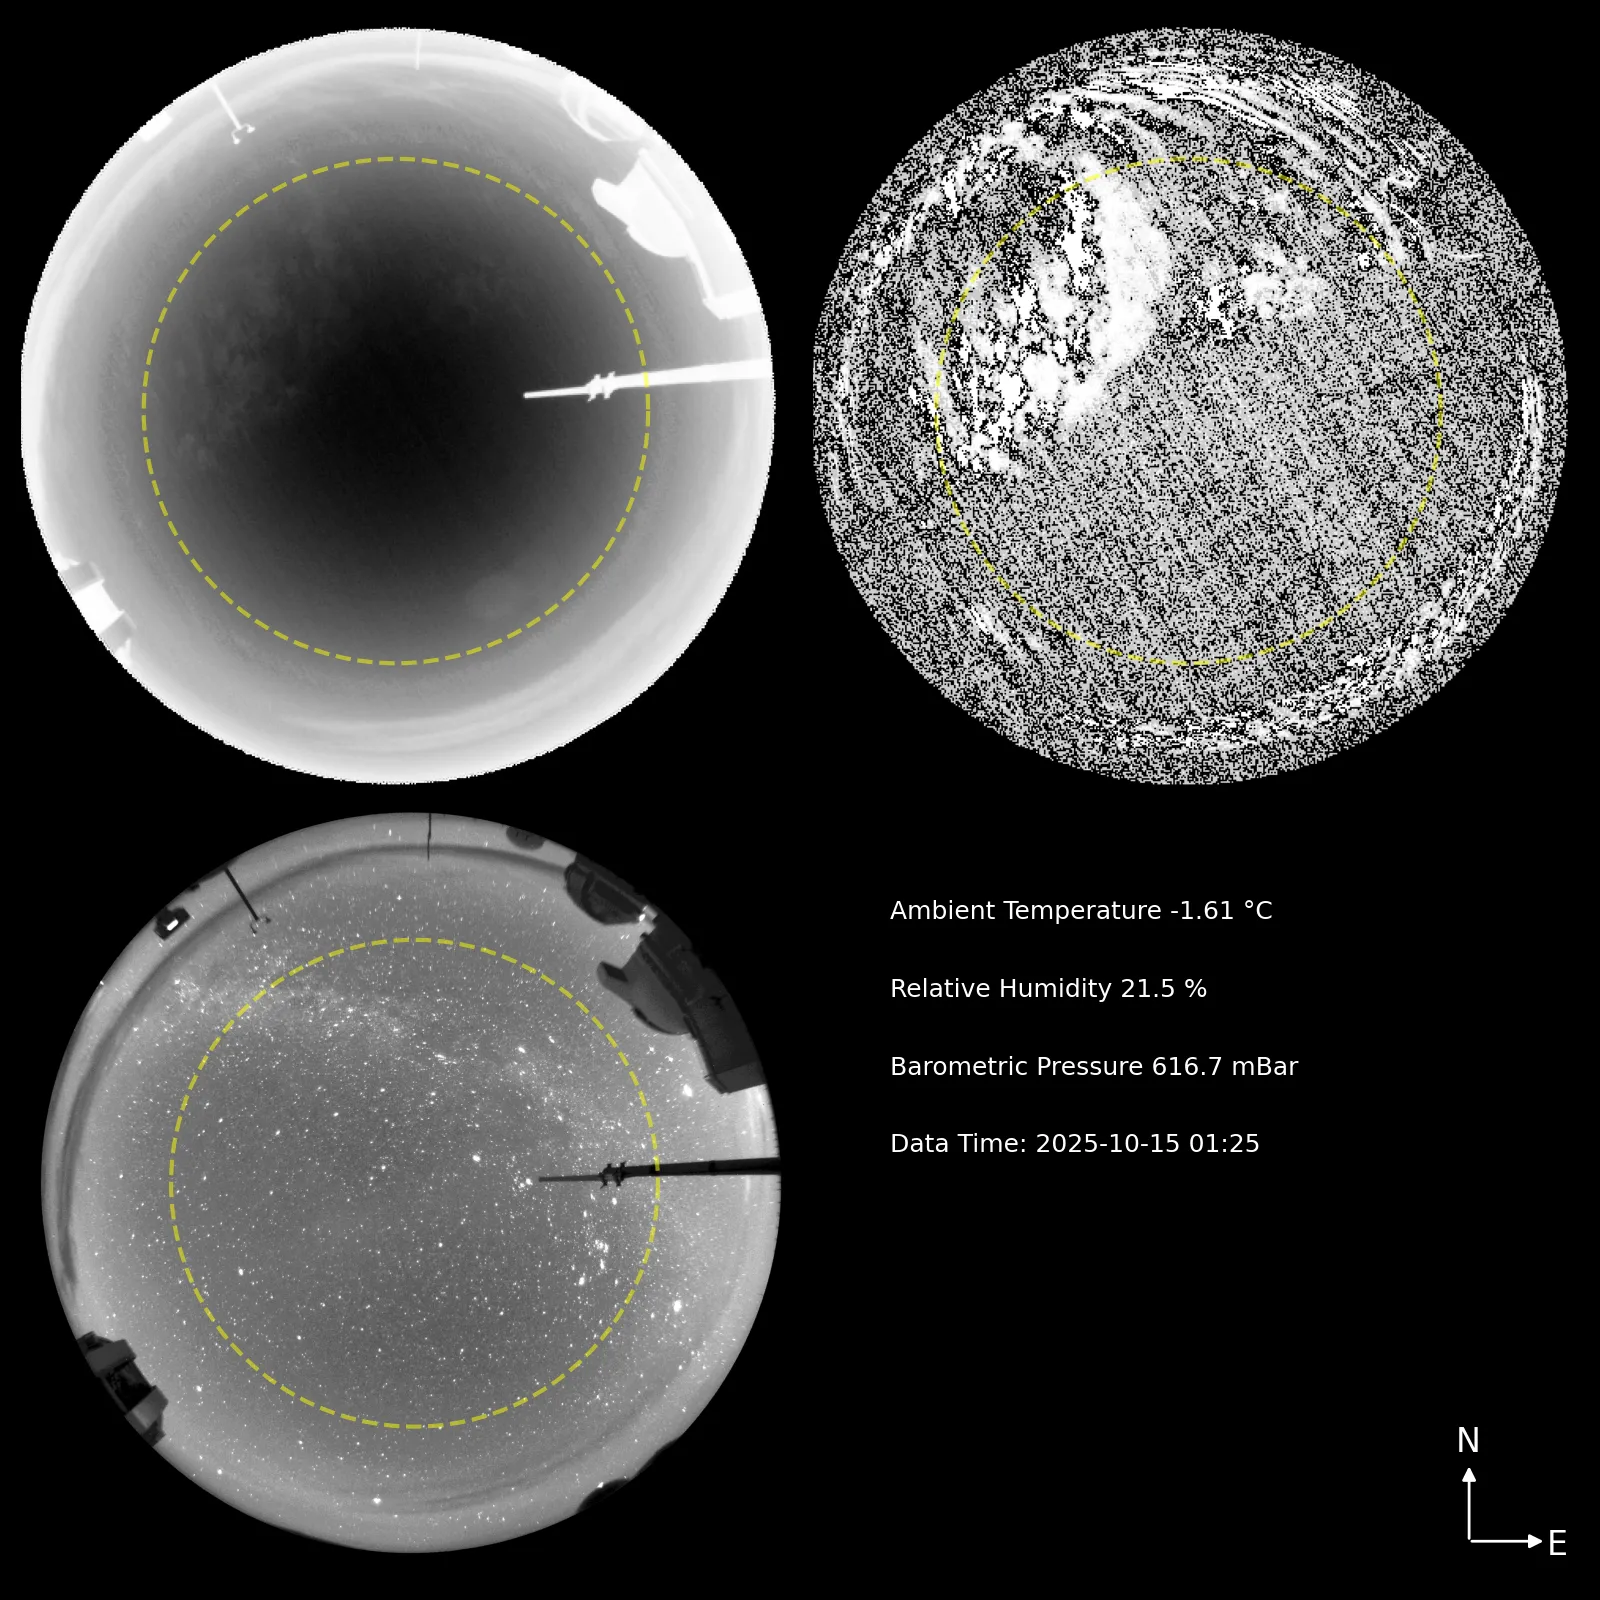 Ambient Temperature -1.61 °C
Relative Humidity 21.5 %
Barometric Pressure 616.7 mBar
Data Time: 2025-10-15 01:25
N
E